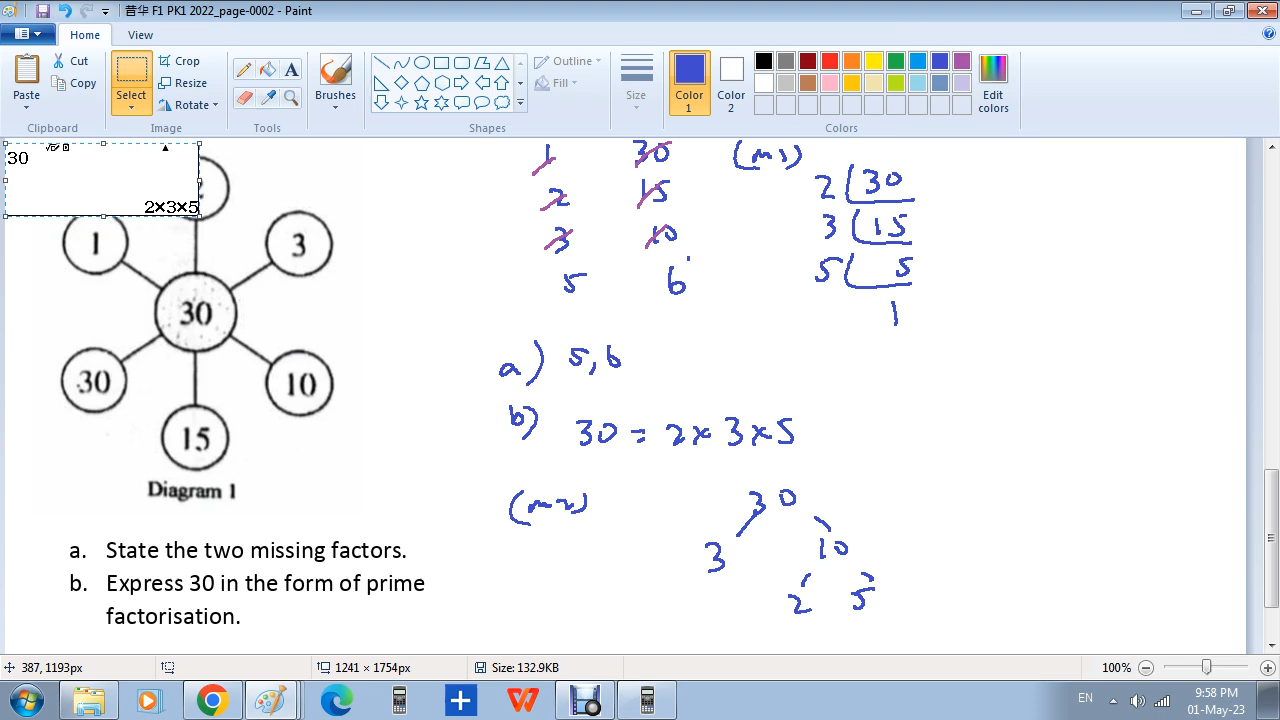 昔华 F1 PK1 2022_page-0002 - Paint
Home View
Paste
Cut
Copy
Clipboard
Select
Crop
Resize
Rotate
Image
Tools
Brushes
Shapes
Outline
Fill
Size
Color 1
Color 2
Colors
Edit colors
30
2×3×5
1
3
30
30
10
15
Diagram 1
a. State the two missing factors.
b. Express 30 in the form of prime
factorisation.
1 30
2 15
3 10
5 6
(m1)
2 30
3 15
5 5
1
a) 5, 6
b) 30 = 2 × 3 × 5
(m2)
30
3 10
2 5
387, 1193px
1241 × 1754px
Size: 132.9KB
100%
EN
9:58 PM
01-May-23